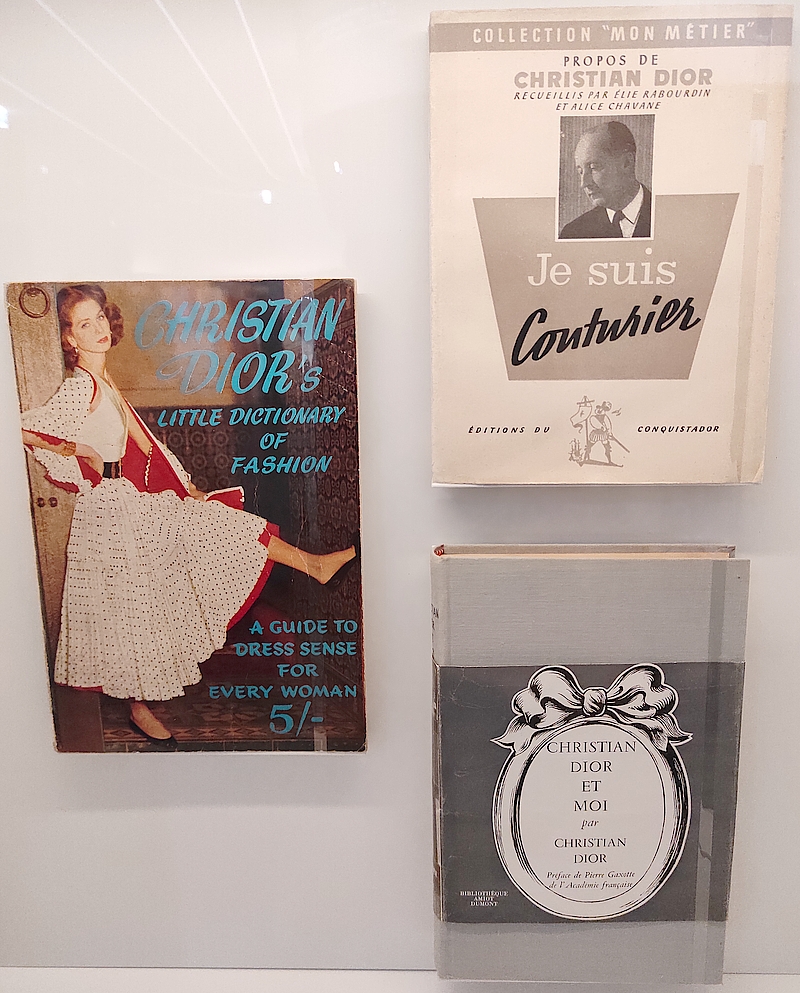 CHRISTIAN
DIOR's
LITTLE DICTIONARY
OF
FASHION
A GUIDE TO
DRESS SENSE
FOR
EVERY WOMAN
5/-
COLLECTION "MON MÉTIER"
PROPOS DE
CHRISTIAN DIOR
RECUEILLIS PAR ÉLIE RABOURDIN
ET ALICE CHAVANE
Je suis
Couturier
ÉDITIONS DU CONQUISTADOR
CHRISTIAN
DIOR
ET
MOI
par
CHRISTIAN
DIOR
Préface de Pierre Gaxotte
de l'Académie française
BIBLIOTHÈQUE
AMIOT
DUMONT